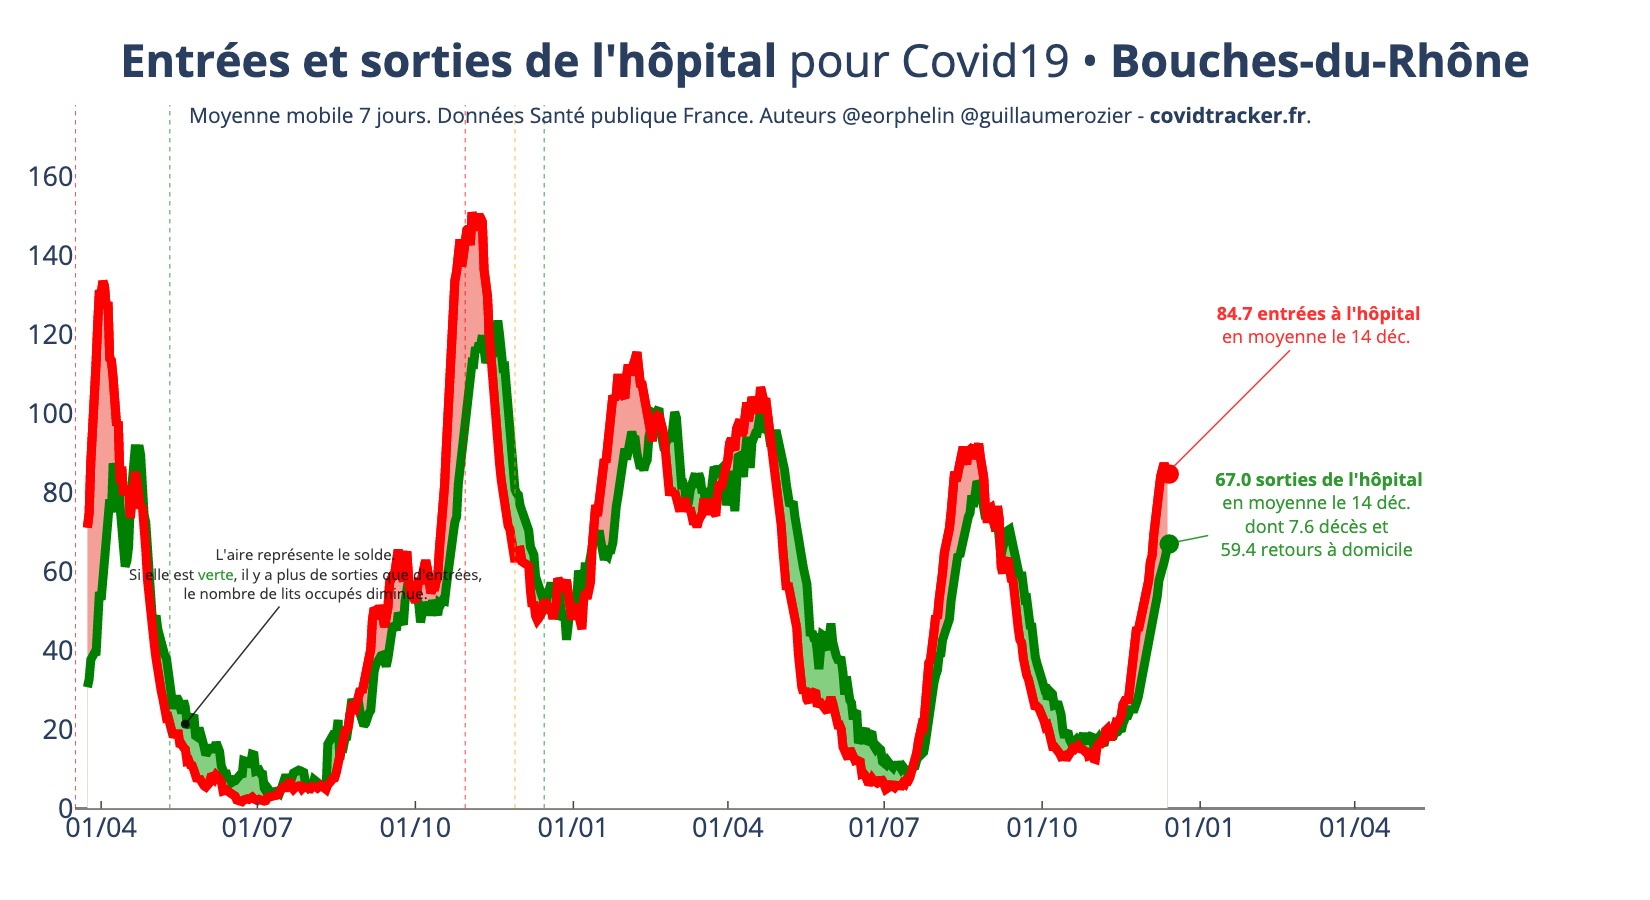 Entrées et sorties de l'hôpital pour Covid19 • Bouches-du-Rhône
Moyenne mobile 7 jours. Données Santé publique France. Auteurs @eorphelin @guillaumerozier - covidtracker.fr.
160
140
120
100
80
60
40
20
0
84.7 entrées à l'hôpital
en moyenne le 14 déc.
67.0 sorties de l'hôpital
en moyenne le 14 déc.
dont 7.6 décès et
59.4 retours à domicile
L'aire représente le solde.
Si elle est verte, il y a plus de sorties que d'entrées,
le nombre de lits occupés diminue.
01/04 01/07 01/10 01/01 01/04 01/07 01/10 01/01 01/04